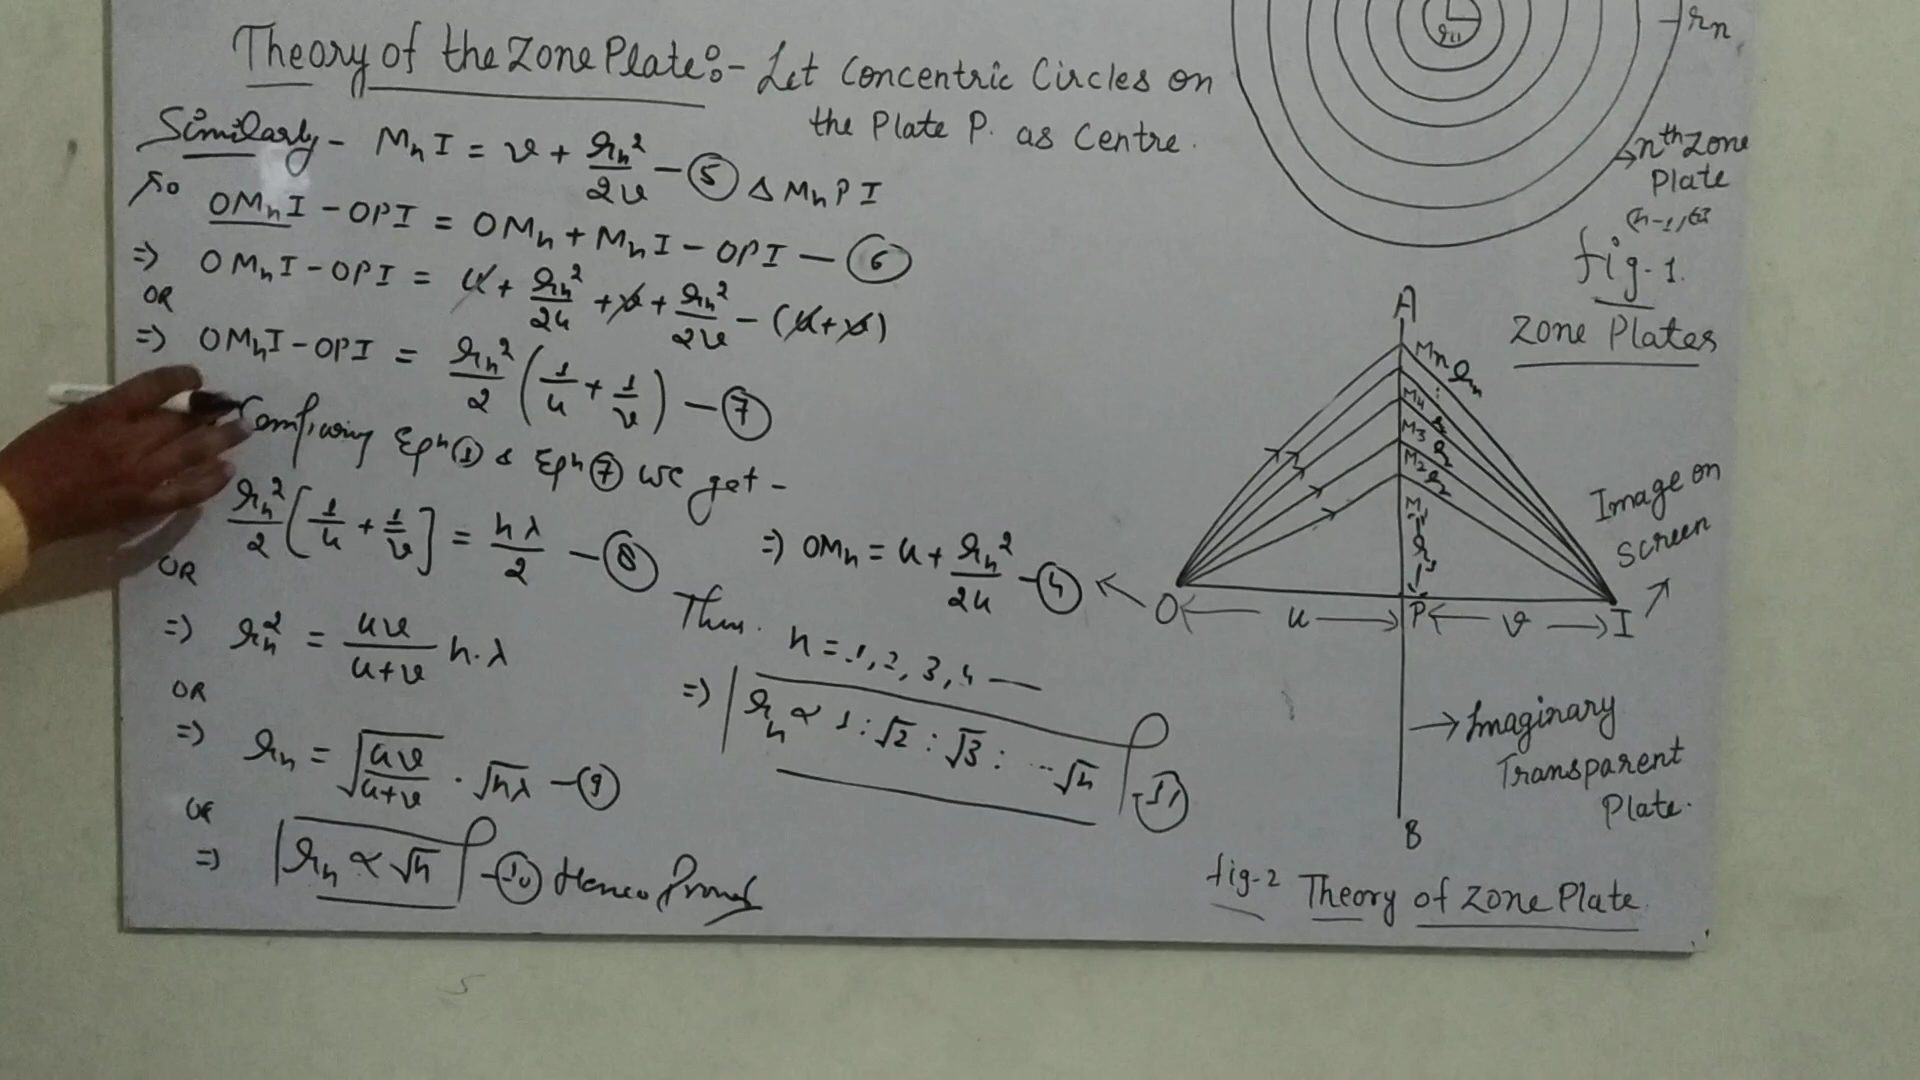 Theory of the Zone Plate:- Let Concentric Circles on
the Plate P. as Centre.
Similarly - MₙI = v + rₙ²/2v - (5) Δ MₙPI
So OMₙI - OPI = OMₙ + MₙI - OPI - (6)
=> OMₙI - OPI = u + rₙ²/2u + v + rₙ²/2v - (u+v)
OR
=> OMₙI - OPI = rₙ²/2 (1/u + 1/v) - (7)
Comparing Eqⁿ (1) & Eqⁿ (7) we get -
rₙ²/2 [1/u + 1/v] = nλ/2 - (8)
OR
=> rₙ² = uv/u+v n.λ
OR
=> rₙ = √uv/u+v . √nλ - (9)
OR
=> rₙ ∝ √n - (10) Hence Proved
=> OMₙ = u + rₙ²/2u - (4)
Then. n = 1, 2, 3, 4 —
=> rₙ ∝ 1 : √2 : √3 : ... √n - (11)
r₁
rₙ
nth Zone
Plate
fig-1.
Zone Plates
A
Mₙ rₙ
M₄
M₃
M₂ r₂
M₁
r₁
O u P v I
Image on
screen
Imaginary
Transparent
Plate.
B
fig-2 Theory of Zone Plate